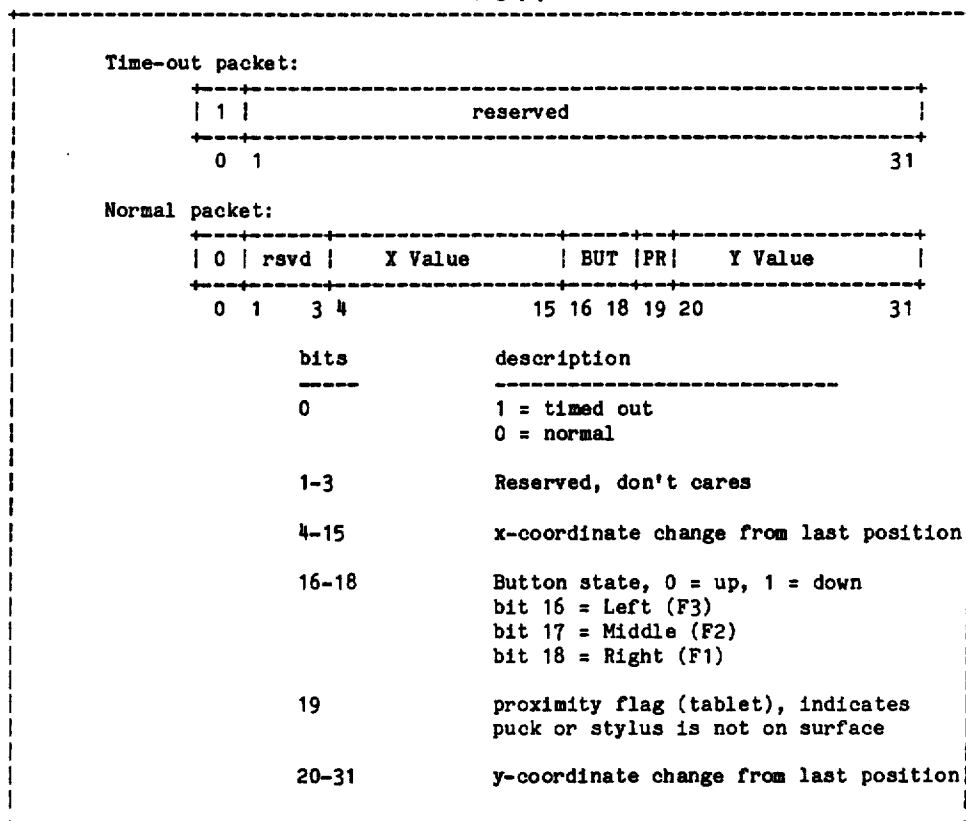 Time-out packet:
| 1 | reserved |
0 1 31
Normal packet:
| 0 | rsvd | X Value | BUT |PR| Y Value |
0 1 3 4 15 16 18 19 20 31
bits description
0 1 = timed out
0 = normal
1-3 Reserved, don't cares
4-15 x-coordinate change from last position
16-18 Button state, 0 = up, 1 = down
bit 16 = Left (F3)
bit 17 = Middle (F2)
bit 18 = Right (F1)
19 proximity flag (tablet), indicates
puck or stylus is not on surface
20-31 y-coordinate change from last position